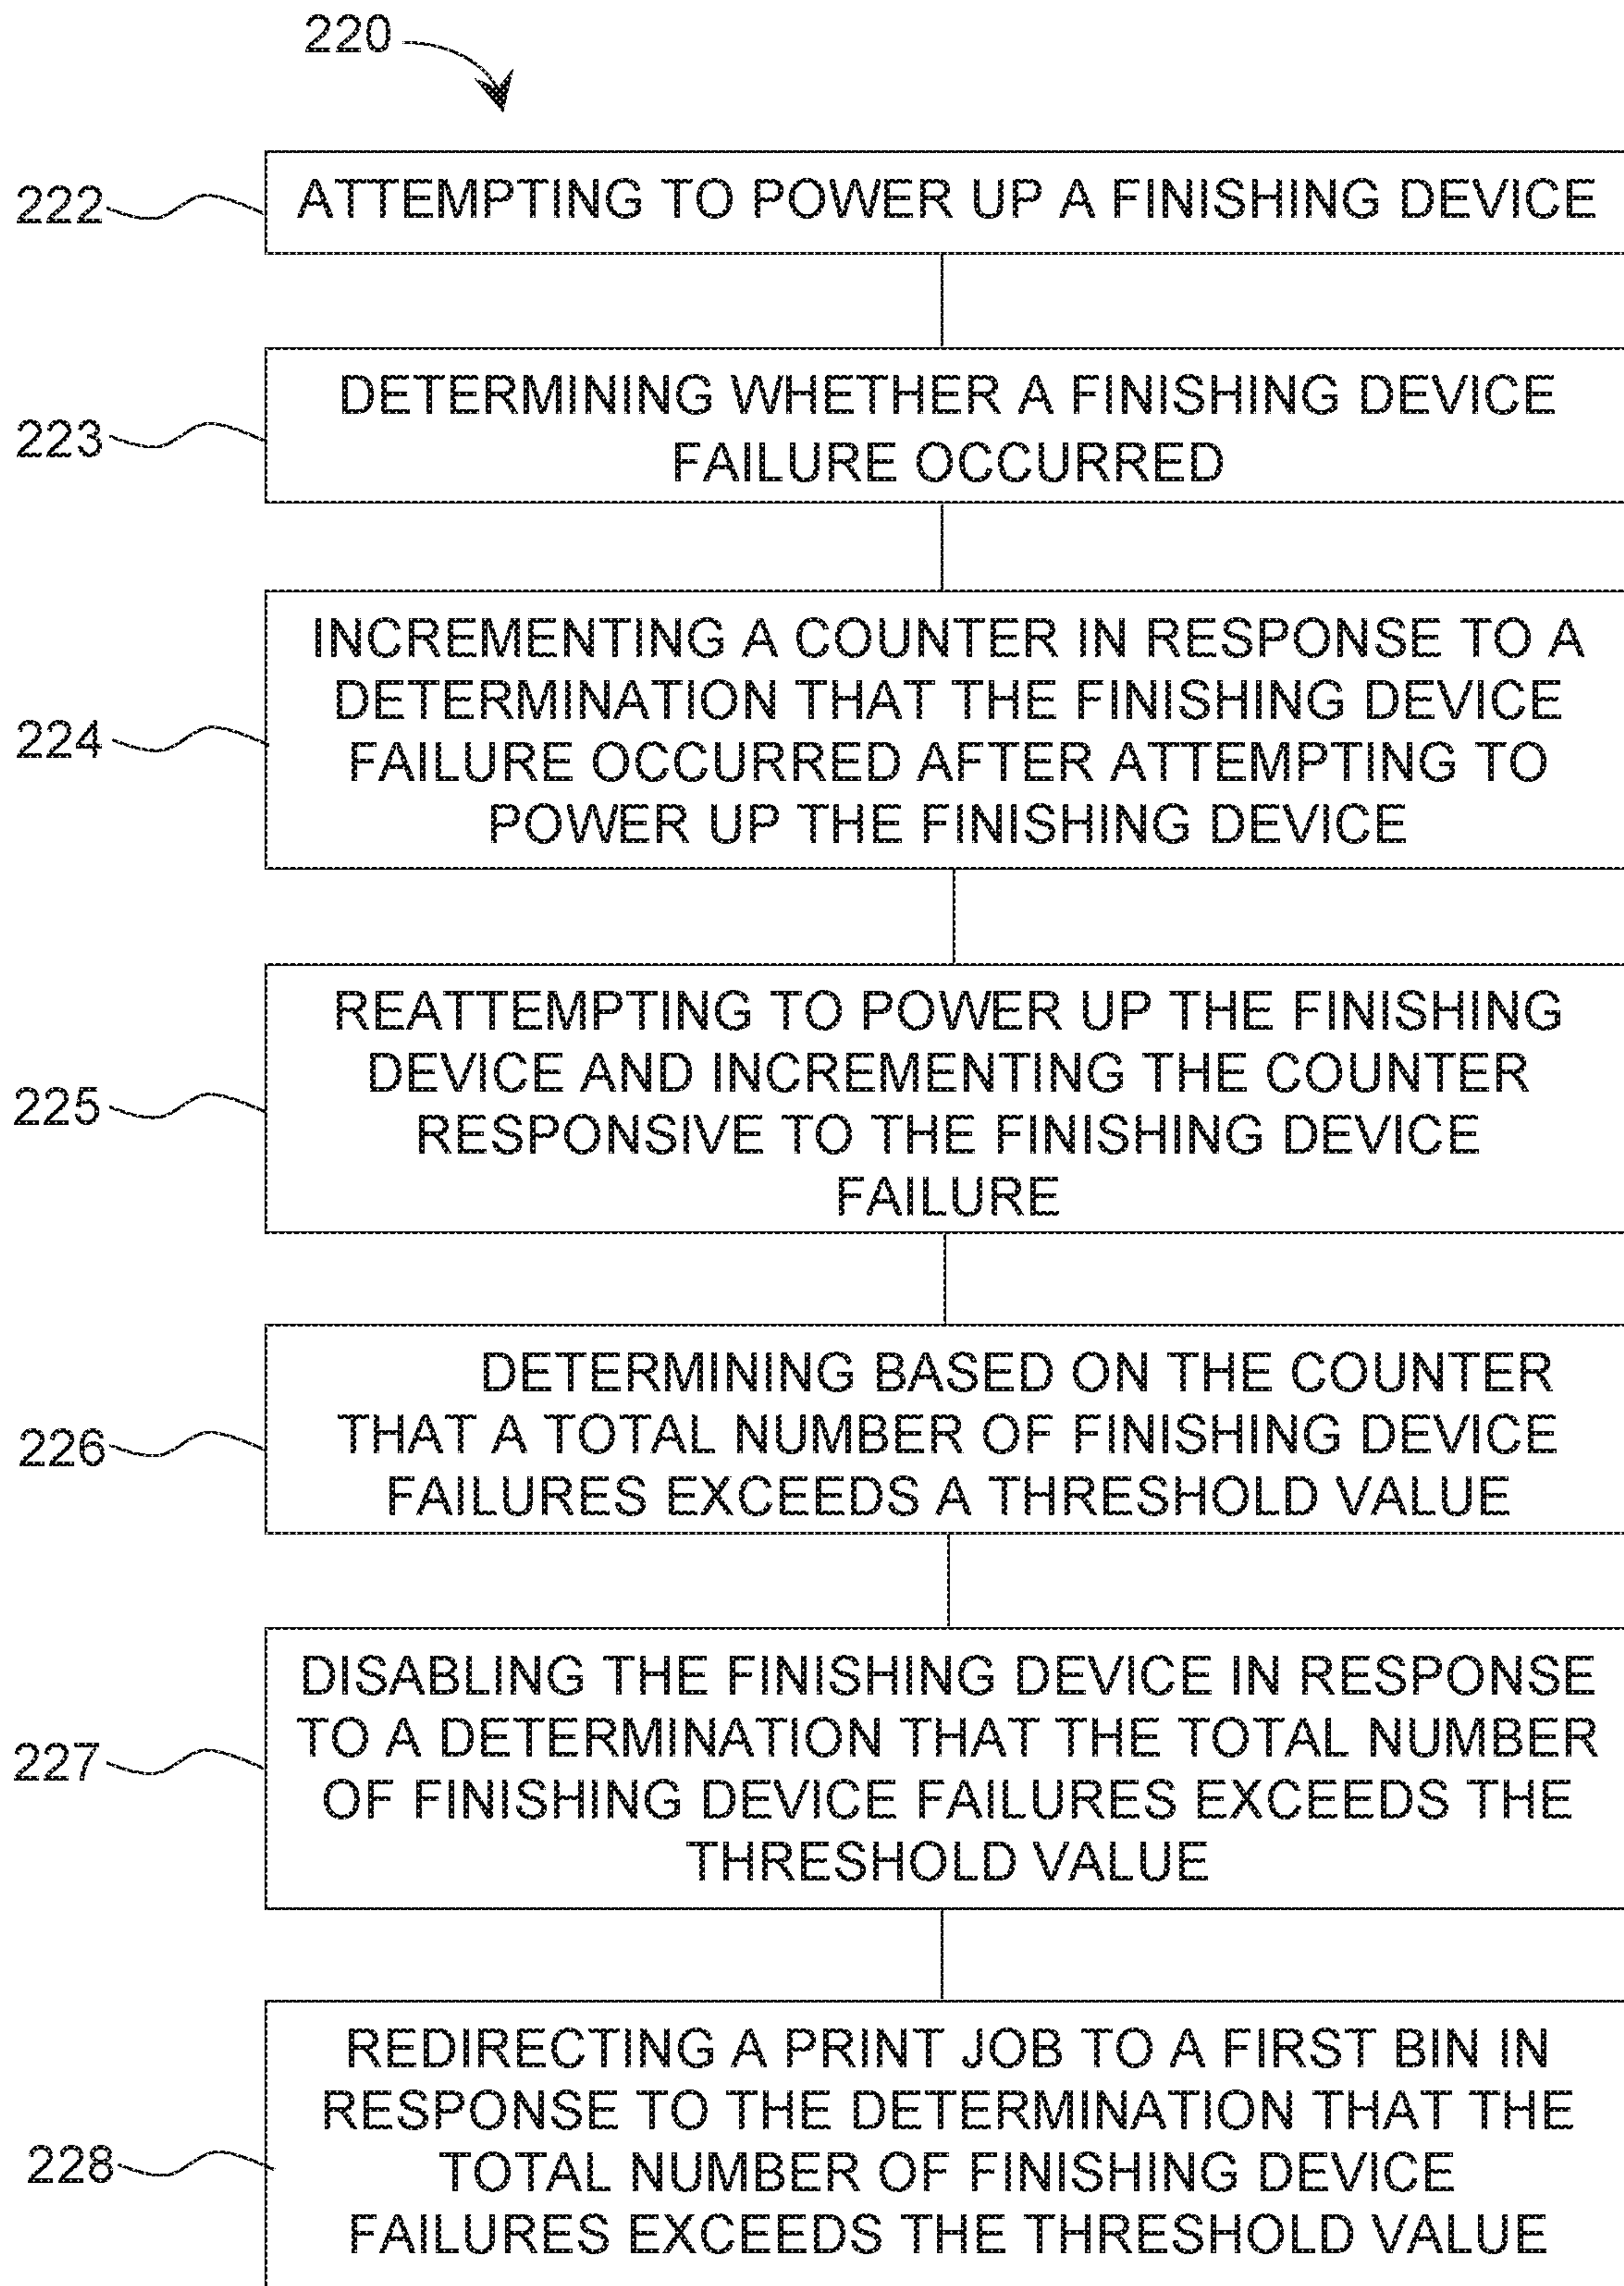 220
222
ATTEMPTING TO POWER UP A FINISHING DEVICE
223
DETERMINING WHETHER A FINISHING DEVICE
FAILURE OCCURRED
224
INCREMENTING A COUNTER IN RESPONSE TO A
DETERMINATION THAT THE FINISHING DEVICE
FAILURE OCCURRED AFTER ATTEMPTING TO
POWER UP THE FINISHING DEVICE
225
REATTEMPTING TO POWER UP THE FINISHING
DEVICE AND INCREMENTING THE COUNTER
RESPONSIVE TO THE FINISHING DEVICE
FAILURE
226
DETERMINING BASED ON THE COUNTER
THAT A TOTAL NUMBER OF FINISHING DEVICE
FAILURES EXCEEDS A THRESHOLD VALUE
227
DISABLING THE FINISHING DEVICE IN RESPONSE
TO A DETERMINATION THAT THE TOTAL NUMBER
OF FINISHING DEVICE FAILURES EXCEEDS THE
THRESHOLD VALUE
228
REDIRECTING A PRINT JOB TO A FIRST BIN IN
RESPONSE TO THE DETERMINATION THAT THE
TOTAL NUMBER OF FINISHING DEVICE
FAILURES EXCEEDS THE THRESHOLD VALUE